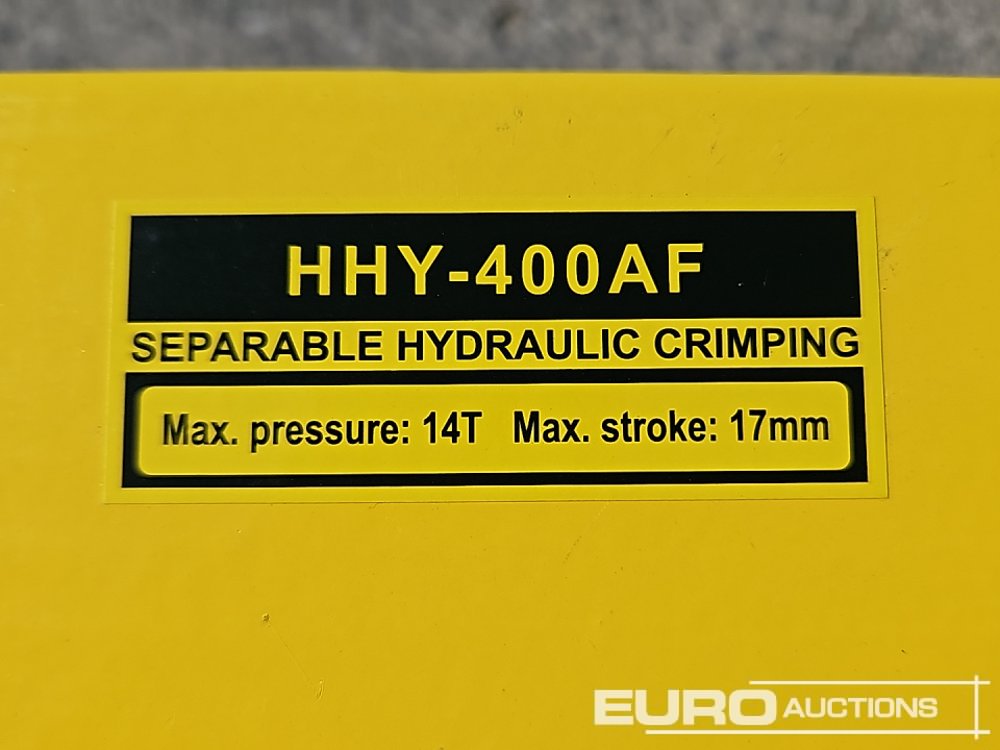 HHY-400AF
SEPARABLE HYDRAULIC CRIMPING
Max. pressure: 14T Max. stroke: 17mm
EURO AUCTIONS